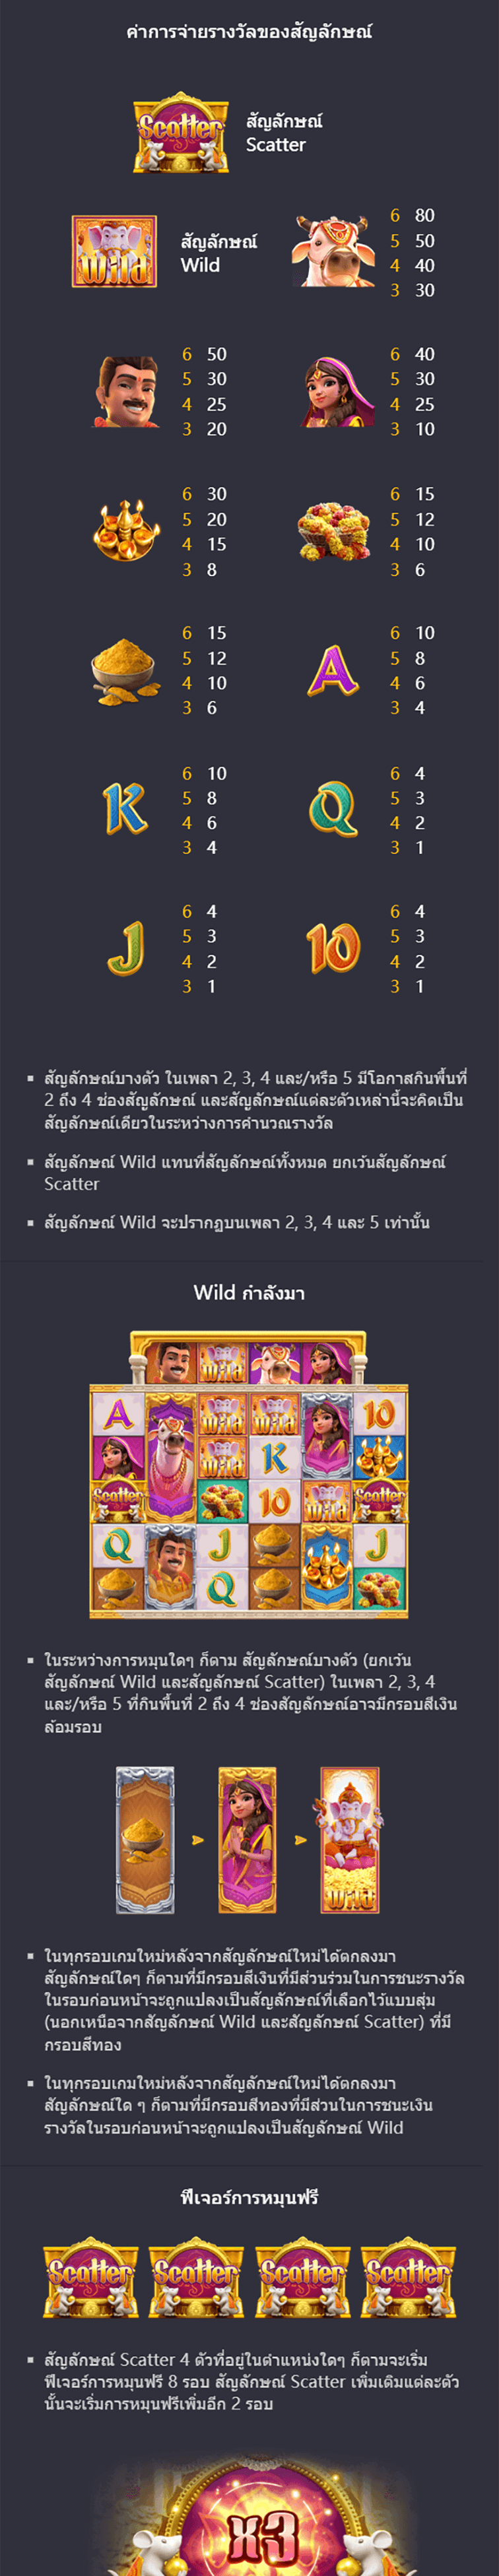 ค่าการจ่ายรางวัลของสัญลักษณ์
Scatter
สัญลักษณ์
Scatter
Wild
สัญลักษณ์
Wild
6 80
5 50
4 40
3 30
6 50
5 30
4 25
3 20
6 40
5 30
4 25
3 10
6 30
5 20
4 15
3 8
6 15
5 12
4 10
3 6
6 15
5 12
4 10
3 6
A
6 10
5 8
4 6
3 4
K
6 10
5 8
4 6
3 4
Q
6 4
5 3
4 2
3 1
J
6 4
5 3
4 2
3 1
10
6 4
5 3
4 2
3 1
▪ สัญลักษณ์บางตัว ในเพลา 2, 3, 4 และ/หรือ 5 มีโอกาสกินพื้นที่
2 ถึง 4 ช่องสัญลักษณ์ และสัญลักษณ์แต่ละตัวเหล่านี้จะคิดเป็น
สัญลักษณ์เดียวในระหว่างการคำนวณรางวัล
▪ สัญลักษณ์ Wild แทนที่สัญลักษณ์ทั้งหมด ยกเว้นสัญลักษณ์
Scatter
▪ สัญลักษณ์ Wild จะปรากฏบนเพลา 2, 3, 4 และ 5 เท่านั้น
Wild กำลังมา
Wild
A Wild Wild 10
Wild K
Scatter 10 Wild Scatter
Q J J
Q
▪ ในระหว่างการหมุนใดๆ ก็ตาม สัญลักษณ์บางตัว (ยกเว้น
สัญลักษณ์ Wild และสัญลักษณ์ Scatter) ในเพลา 2, 3, 4
และ/หรือ 5 ที่กินพื้นที่ 2 ถึง 4 ช่องสัญลักษณ์อาจมีกรอบสีเงิน
ล้อมรอบ
Wild
▪ ในทุกรอบเกมใหม่หลังจากสัญลักษณ์ใหม่ได้ตกลงมา
สัญลักษณ์ใดๆ ก็ตามที่มีกรอบสีเงินที่มีส่วนร่วมในการชนะรางวัล
ในรอบก่อนหน้าจะถูกแปลงเป็นสัญลักษณ์ที่เลือกไว้แบบสุ่ม
(นอกเหนือจากสัญลักษณ์ Wild และสัญลักษณ์ Scatter) ที่มี
กรอบสีทอง
▪ ในทุกรอบเกมใหม่หลังจากสัญลักษณ์ใหม่ได้ตกลงมา
สัญลักษณ์ใด ๆ ก็ตามที่มีกรอบสีทองที่มีส่วนในการชนะเงิน
รางวัลในรอบก่อนหน้าจะถูกแปลงเป็นสัญลักษณ์ Wild
ฟีเจอร์การหมุนฟรี
Scatter Scatter Scatter Scatter
▪ สัญลักษณ์ Scatter 4 ตัวที่อยู่ในตำแหน่งใดๆ ก็ตามจะเริ่ม
ฟีเจอร์การหมุนฟรี 8 รอบ สัญลักษณ์ Scatter เพิ่มเติมแต่ละตัว
นั้นจะเริ่มการหมุนฟรีเพิ่มอีก 2 รอบ
x3